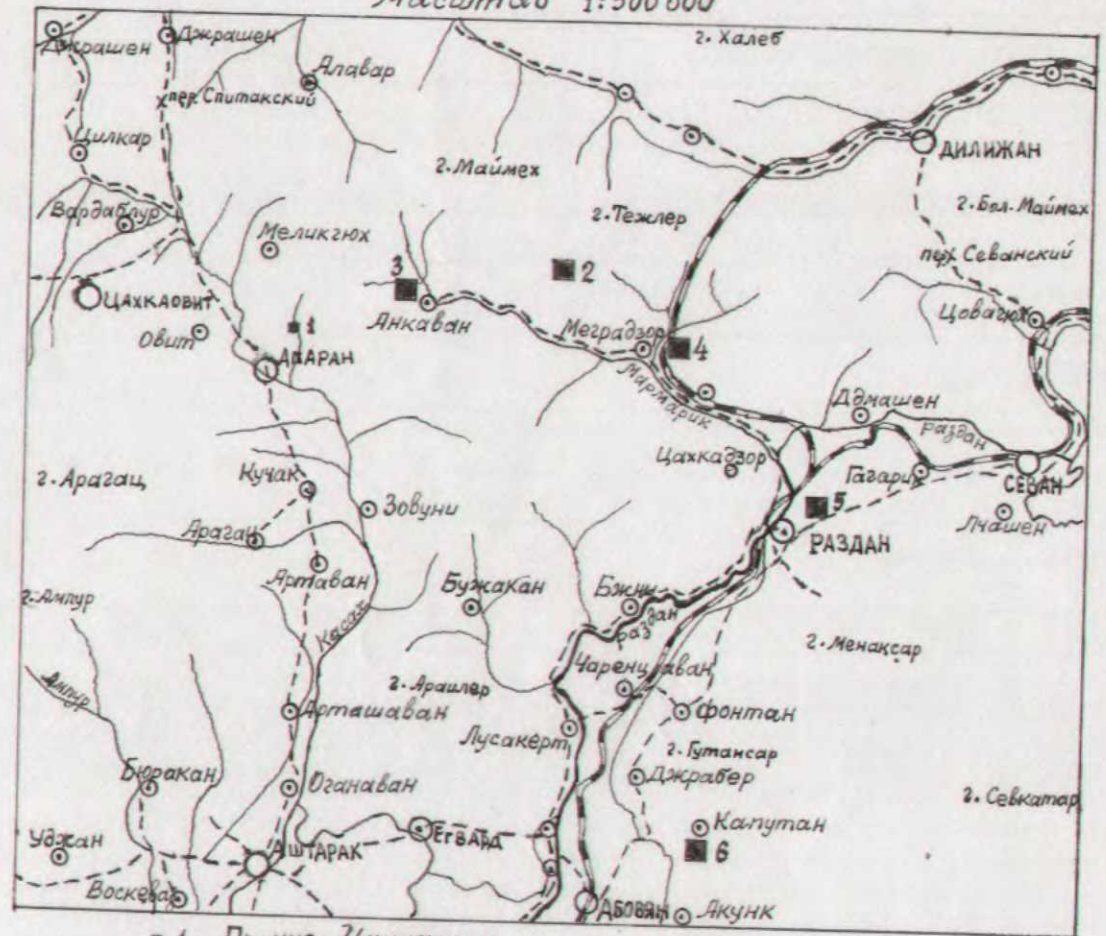 Масштаб 1:500 000
г. Халеб
Джрашен
Джрашен
Алавар
пер. Спитакский
Цилкар
г. Маймех
ДИЛИЖАН
Вардаблур
Меликгюх
г. Тежлер
г. Бол. Маймех
пер. Севанский
ЦАХКАОВИТ
3
2
Анкаван
Цовагюх
Овит
1
АПАРАН
Меградзор
4
Мармарик
Ддмашен
раздан
Цахкадзор
Гагарин
СЕВАН
г. Арагац
Кучак
Зовуни
5
Лчашен
Араган
РАЗДАН
Артаван
г. Ампур
Бужакан
Бжни
раздан
Касах
г. Менаксар
Ампур
г. Араилер
Чаренцаван
Арташаван
Фонтан
Лусакерт
г. Гутансар
Бюракан
Оганаван
Джрабер
г. Севкатар
Уджан
АШТАРАК
ЕГВАРД
Капутан
6
Воскеваз
АБОВЯН
Акунк